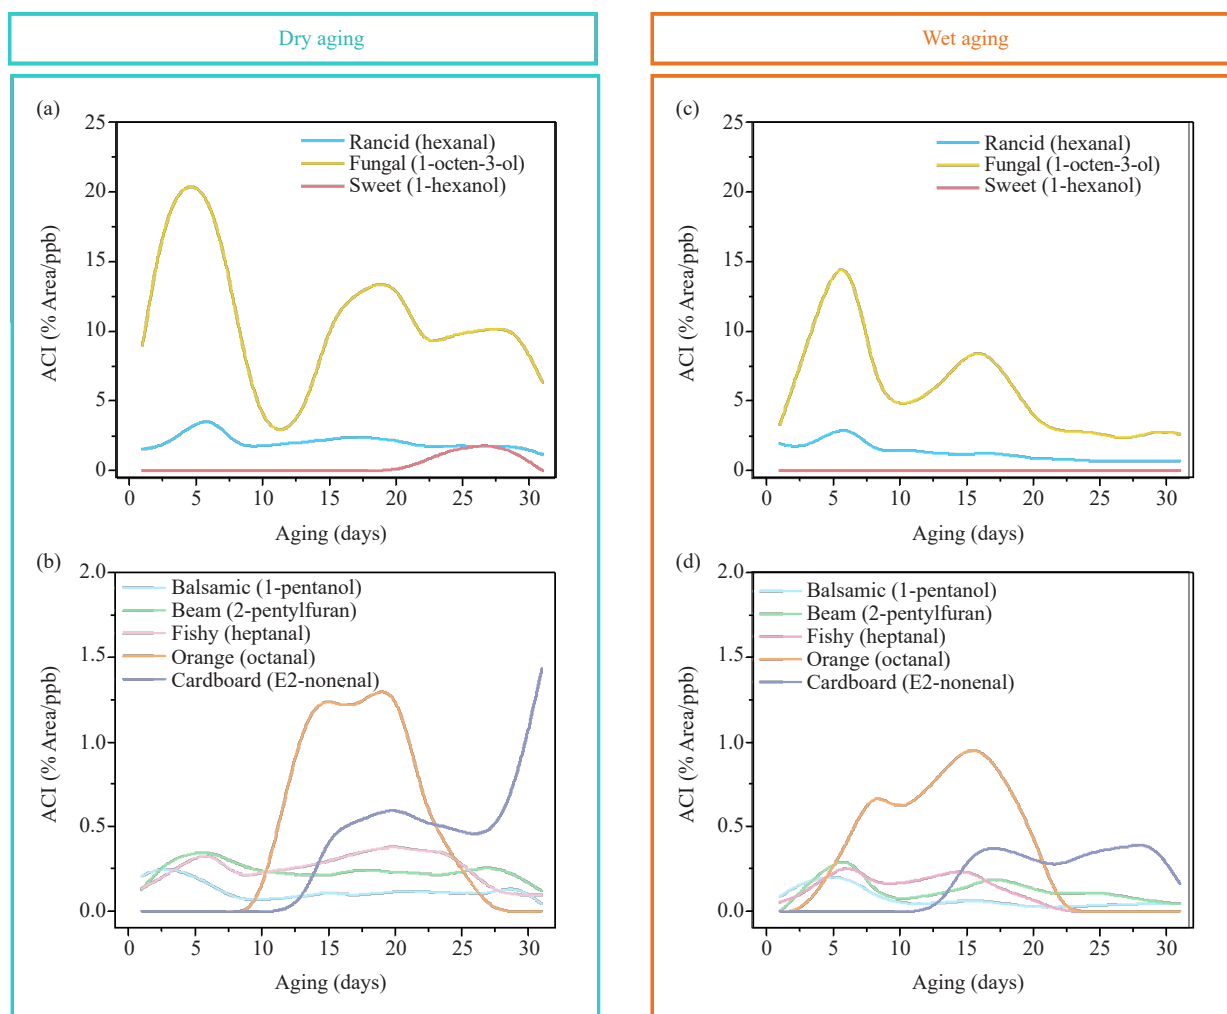 Dry aging
Wet aging
(a)
25
20
15
10
5
0
ACI (% Area/ppb)
Rancid (hexanal)
Fungal (1-octen-3-ol)
Sweet (1-hexanol)
0 5 10 15 20 25 30
Aging (days)
(c)
25
20
15
10
5
0
ACI (% Area/ppb)
Rancid (hexanal)
Fungal (1-octen-3-ol)
Sweet (1-hexanol)
0 5 10 15 20 25 30
Aging (days)
(b)
2.0
1.5
1.0
0.5
0.0
ACI (% Area/ppb)
Balsamic (1-pentanol)
Beam (2-pentylfuran)
Fishy (heptanal)
Orange (octanal)
Cardboard (E2-nonenal)
0 5 10 15 20 25 30
Aging (days)
(d)
2.0
1.5
1.0
0.5
0.0
ACI (% Area/ppb)
Balsamic (1-pentanol)
Beam (2-pentylfuran)
Fishy (heptanal)
Orange (octanal)
Cardboard (E2-nonenal)
0 5 10 15 20 25 30
Aging (days)